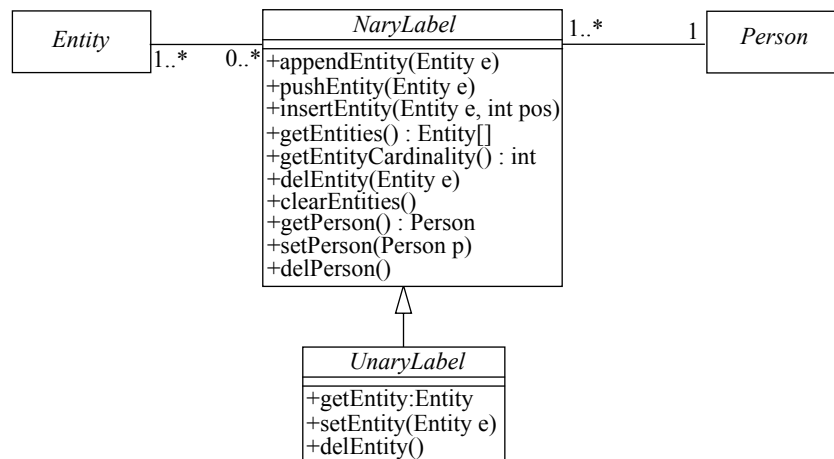 Entity
1..*
0..*
NaryLabel
+appendEntity(Entity e)
+pushEntity(Entity e)
+insertEntity(Entity e, int pos)
+getEntities() : Entity[]
+getEntityCardinality() : int
+delEntity(Entity e)
+clearEntities()
+getPerson() : Person
+setPerson(Person p)
+delPerson()
1..*
1
Person
UnaryLabel
+getEntity:Entity
+setEntity(Entity e)
+delEntity()